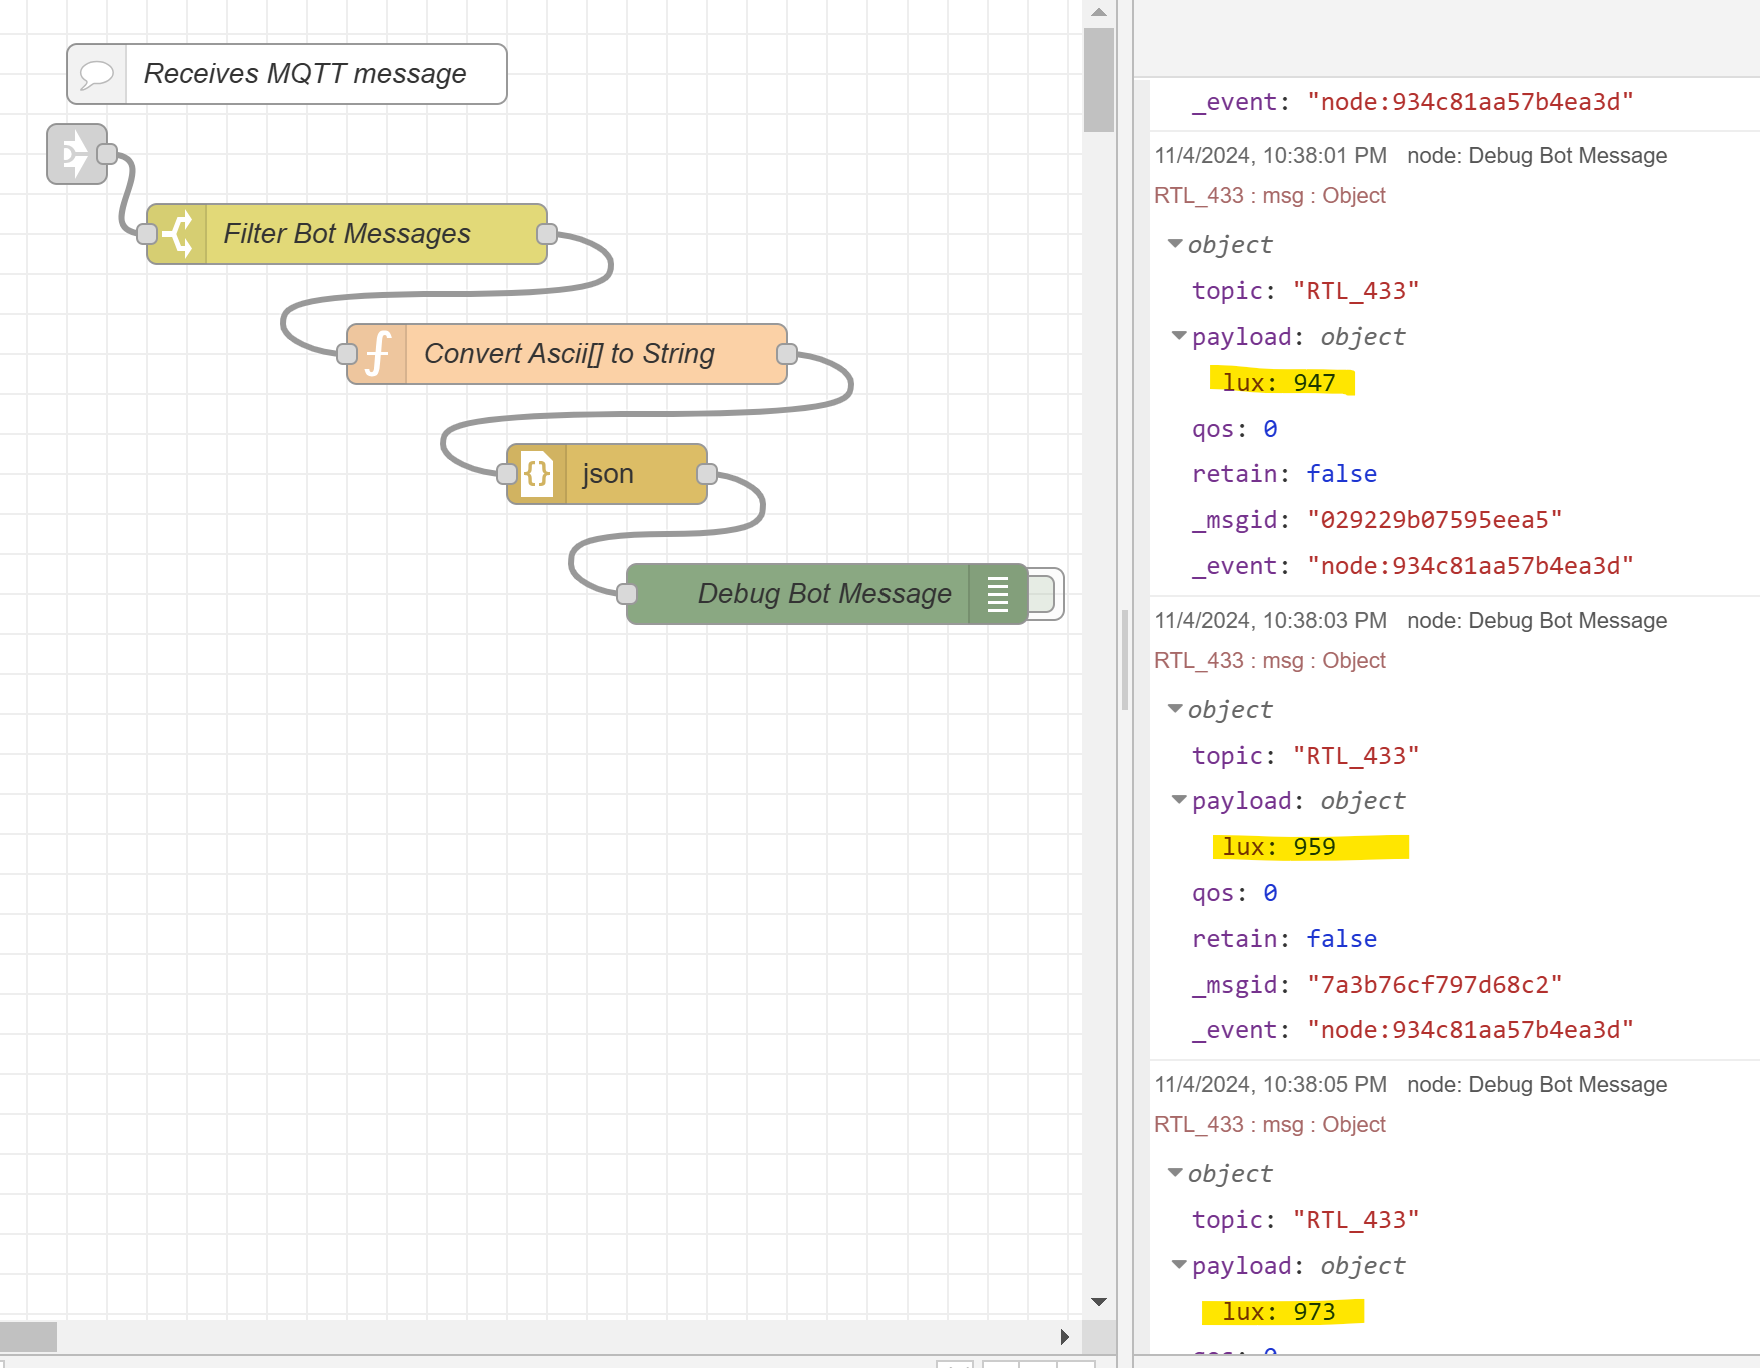 Receives MQTT message
Filter Bot Messages
Convert Ascii[] to String
{} json
Debug Bot Message
_event: "node:934c81aa57b4ea3d"
11/4/2024, 10:38:01 PM node: Debug Bot Message
RTL_433 : msg : Object
object
topic: "RTL_433"
payload: object
lux: 947
qos: 0
retain: false
_msgid: "029229b07595eea5"
_event: "node:934c81aa57b4ea3d"
11/4/2024, 10:38:03 PM node: Debug Bot Message
RTL_433 : msg : Object
object
topic: "RTL_433"
payload: object
lux: 959
qos: 0
retain: false
_msgid: "7a3b76cf797d68c2"
_event: "node:934c81aa57b4ea3d"
11/4/2024, 10:38:05 PM node: Debug Bot Message
RTL_433 : msg : Object
object
topic: "RTL_433"
payload: object
lux: 973